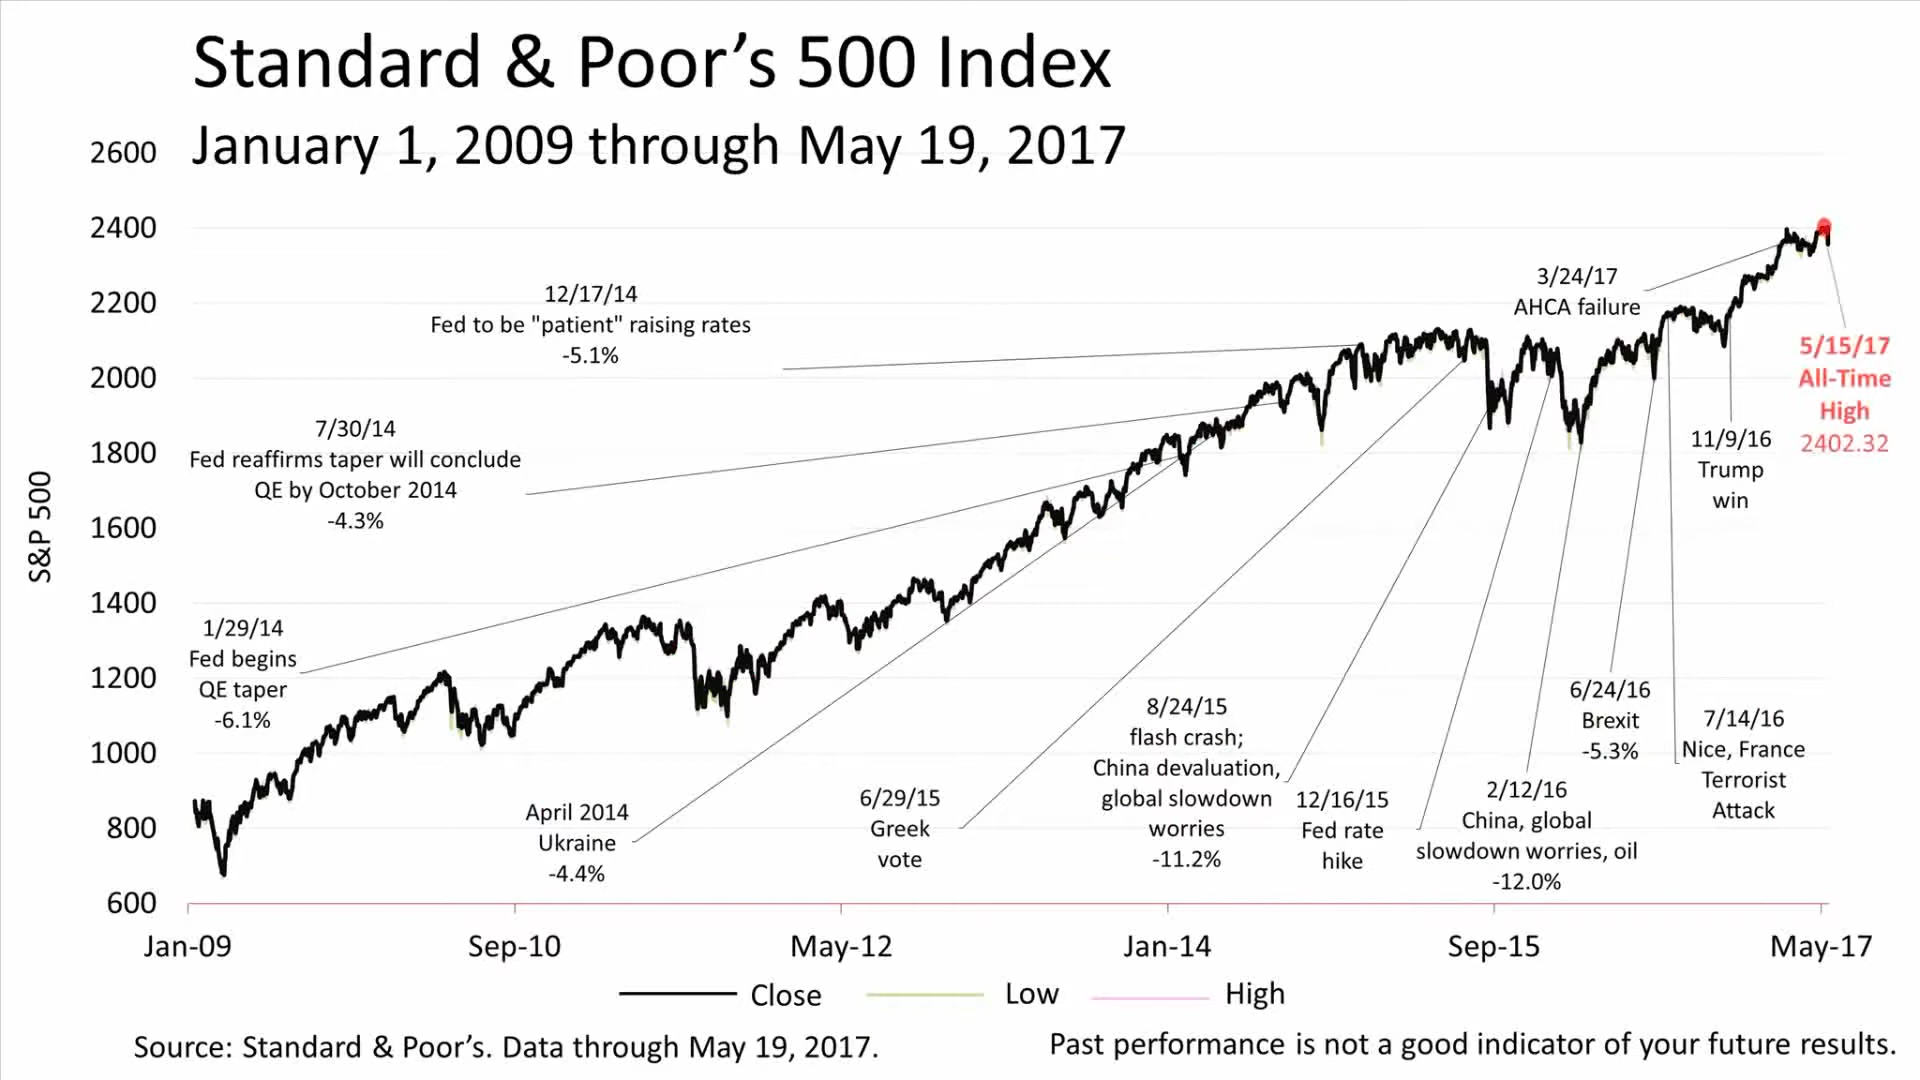 Standard & Poor’s 500 Index
January 1, 2009 through May 19, 2017
S&P 500
2600
2400
2200
2000
1800
1600
1400
1200
1000
800
600
12/17/14
Fed to be "patient" raising rates
-5.1%
7/30/14
Fed reaffirms taper will conclude
QE by October 2014
-4.3%
1/29/14
Fed begins
QE taper
-6.1%
April 2014
Ukraine
-4.4%
6/29/15
Greek
vote
8/24/15
flash crash;
China devaluation,
global slowdown
worries
-11.2%
12/16/15
Fed rate
hike
2/12/16
China, global
slowdown worries, oil
-12.0%
6/24/16
Brexit
-5.3%
7/14/16
Nice, France
Terrorist
Attack
11/9/16
Trump
win
3/24/17
AHCA failure
5/15/17
All-Time
High
2402.32
Jan-09
Sep-10
May-12
Jan-14
Sep-15
May-17
Close
Low
High
Source: Standard & Poor’s. Data through May 19, 2017.
Past performance is not a good indicator of your future results.